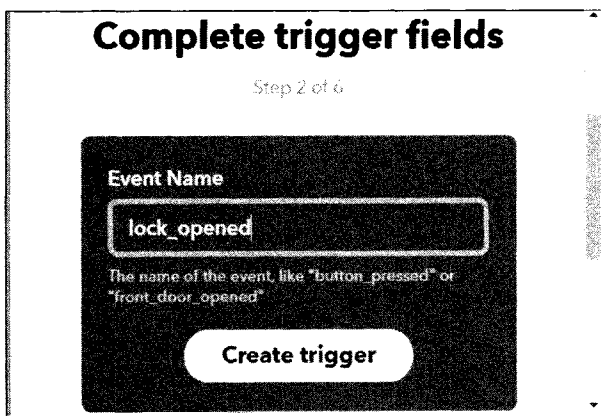 Complete trigger fields
Step 2 of 6
Event Name
lock_opened
The name of the event, like "button_pressed" or
"front_door_opened"
Create trigger